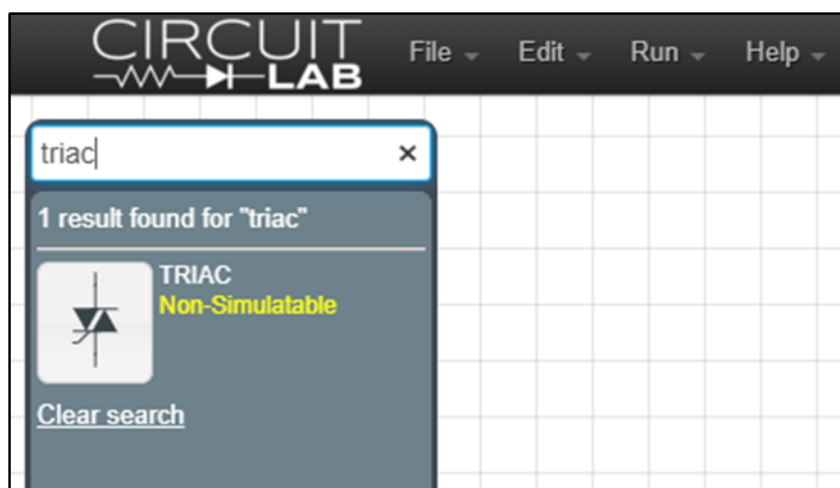 CIRCUIT
LAB
File Edit Run Help
triac ×
1 result found for "triac"
TRIAC
Non-Simulatable
Clear search